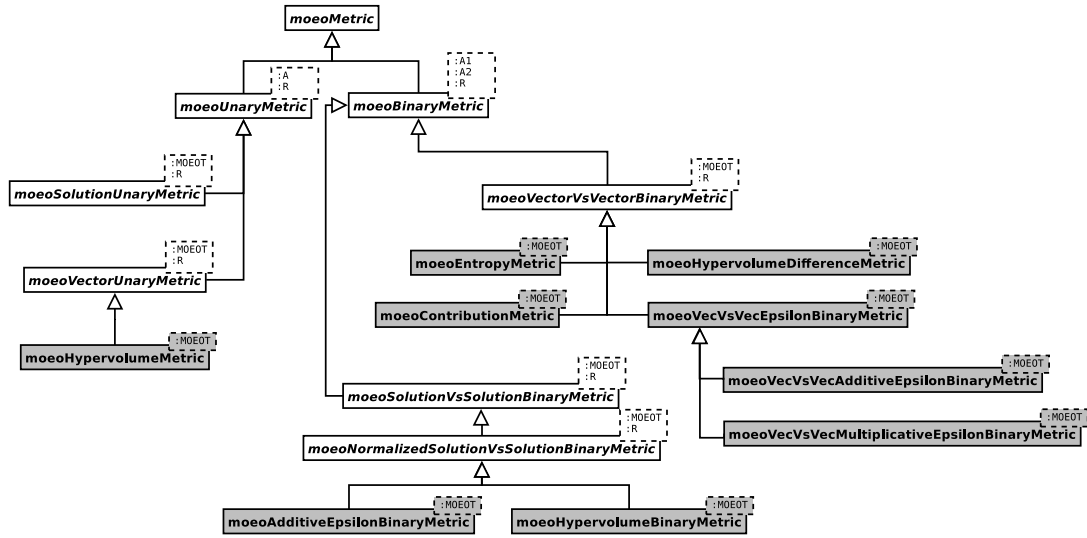 moeoMetric
:A
:R
moeoUnaryMetric
:A1
:A2
:R
moeoBinaryMetric
:MOEOT
:R
moeoSolutionUnaryMetric
:MOEOT
:R
moeoVectorVsVectorBinaryMetric
:MOEOT
:R
moeoVectorUnaryMetric
:MOEOT
moeoEntropyMetric
:MOEOT
moeoHypervolumeDifferenceMetric
:MOEOT
moeoContributionMetric
:MOEOT
moeoVecVsVecEpsilonBinaryMetric
:MOEOT
moeoHypervolumeMetric
:MOEOT
:R
moeoSolutionVsSolutionBinaryMetric
:MOEOT
moeoVecVsVecAdditiveEpsilonBinaryMetric
:MOEOT
:R
moeoNormalizedSolutionVsSolutionBinaryMetric
:MOEOT
moeoVecVsVecMultiplicativeEpsilonBinaryMetric
:MOEOT
moeoAdditiveEpsilonBinaryMetric
:MOEOT
moeoHypervolumeBinaryMetric